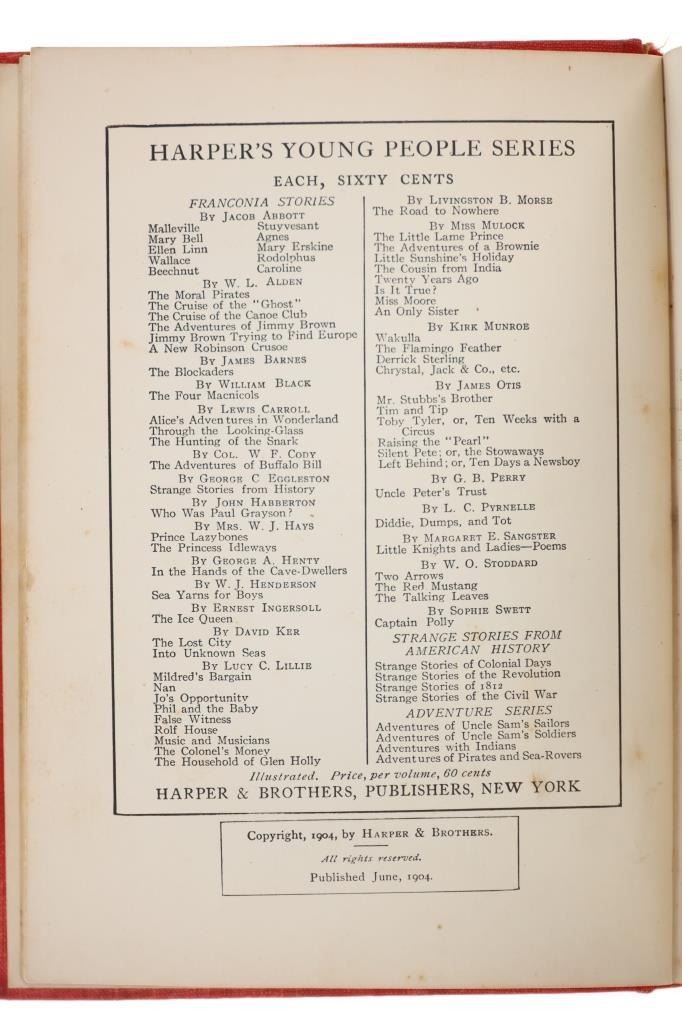 HARPER'S YOUNG PEOPLE SERIES
EACH, SIXTY CENTS
FRANCONIA STORIES
By Jacob Abbott
Malleville Stuyvesant
Mary Bell Agnes
Ellen Linn Mary Erskine
Wallace Rodolphus
Beechnut Caroline
By W. L. Alden
The Moral Pirates
The Cruise of the "Ghost"
The Cruise of the Canoe Club
The Adventures of Jimmy Brown
Jimmy Brown Trying to Find Europe
A New Robinson Crusoe
By James Barnes
The Blockaders
By William Black
The Four Macnicols
By Lewis Carroll
Alice's Adventures in Wonderland
Through the Looking-Glass
The Hunting of the Snark
By Col. W. F. Cody
The Adventures of Buffalo Bill
By George C Eggleston
Strange Stories from History
By John Habberton
Who Was Paul Grayson?
By Mrs. W. J. Hays
Prince Lazybones
The Princess Idleways
By George A. Henty
In the Hands of the Cave-Dwellers
By W. J. Henderson
Sea Yarns for Boys
By Ernest Ingersoll
The Ice Queen
By David Ker
The Lost City
Into Unknown Seas
By Lucy C. Lillie
Mildred's Bargain
Nan
Jo's Opportunity
Phil and the Baby
False Witness
Rolf House
Music and Musicians
The Colonel's Money
The Household of Glen Holly
By Livingston B. Morse
The Road to Nowhere
By Miss Mulock
The Little Lame Prince
The Adventures of a Brownie
Little Sunshine's Holiday
The Cousin from India
Twenty Years Ago
Is It True?
Miss Moore
An Only Sister
By Kirk Munroe
Wakulla
The Flamingo Feather
Derrick Sterling
Chrystal, Jack & Co., etc.
By James Otis
Mr. Stubbs's Brother
Tim and Tip
Toby Tyler, or, Ten Weeks with a
Circus
Raising the "Pearl"
Silent Pete; or, the Stowaways
Left Behind; or, Ten Days a Newsboy
By G. B. Perry
Uncle Peter's Trust
By L. C. Pyrnelle
Diddie, Dumps, and Tot
By Margaret E. Sangster
Little Knights and Ladies—Poems
By W. O. Stoddard
Two Arrows
The Red Mustang
The Talking Leaves
By Sophie Swett
Captain Polly
STRANGE STORIES FROM
AMERICAN HISTORY
Strange Stories of Colonial Days
Strange Stories of the Revolution
Strange Stories of 1812
Strange Stories of the Civil War
ADVENTURE SERIES
Adventures of Uncle Sam's Sailors
Adventures of Uncle Sam's Soldiers
Adventures with Indians
Adventures of Pirates and Sea-Rovers
Illustrated. Price, per volume, 60 cents
HARPER & BROTHERS, PUBLISHERS, NEW YORK
Copyright, 1904, by Harper & Brothers.
All rights reserved.
Published June, 1904.